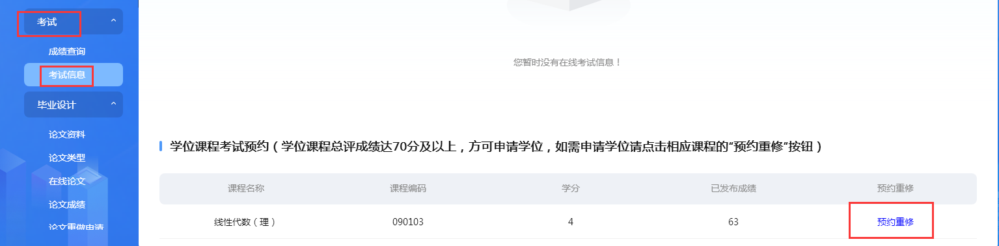 考试
成绩查询
考试信息
毕业设计
论文资料
论文类型
在线论文
论文成绩
论文重做申请
您暂时没有在线考试信息！
学位课程考试预约（学位课程总评成绩达70分及以上，方可申请学位，如需申请学位请点击相应课程的“预约重修”按钮）
课程名称 课程编码 学分 已发布成绩 预约重修
线性代数（理） 090103 4 63 预约重修